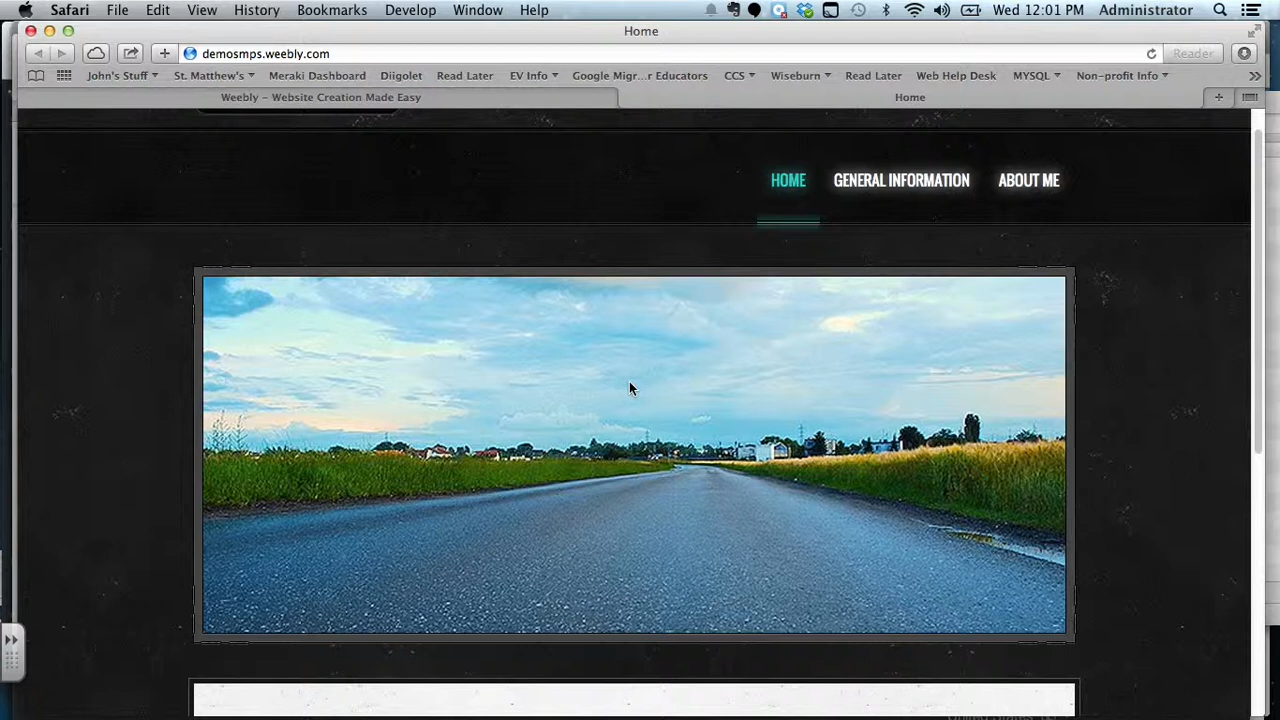 Safari File Edit View History Bookmarks Develop Window Help Wed 12:01 PM Administrator
Home
demosmps.weebly.com Reader
John's Stuff St. Matthew's Meraki Dashboard Diigolet Read Later EV Info Google Migr...r Educators CCS Wiseburn Read Later Web Help Desk MYSQL Non-profit Info
Weebly - Website Creation Made Easy Home
HOME GENERAL INFORMATION ABOUT ME